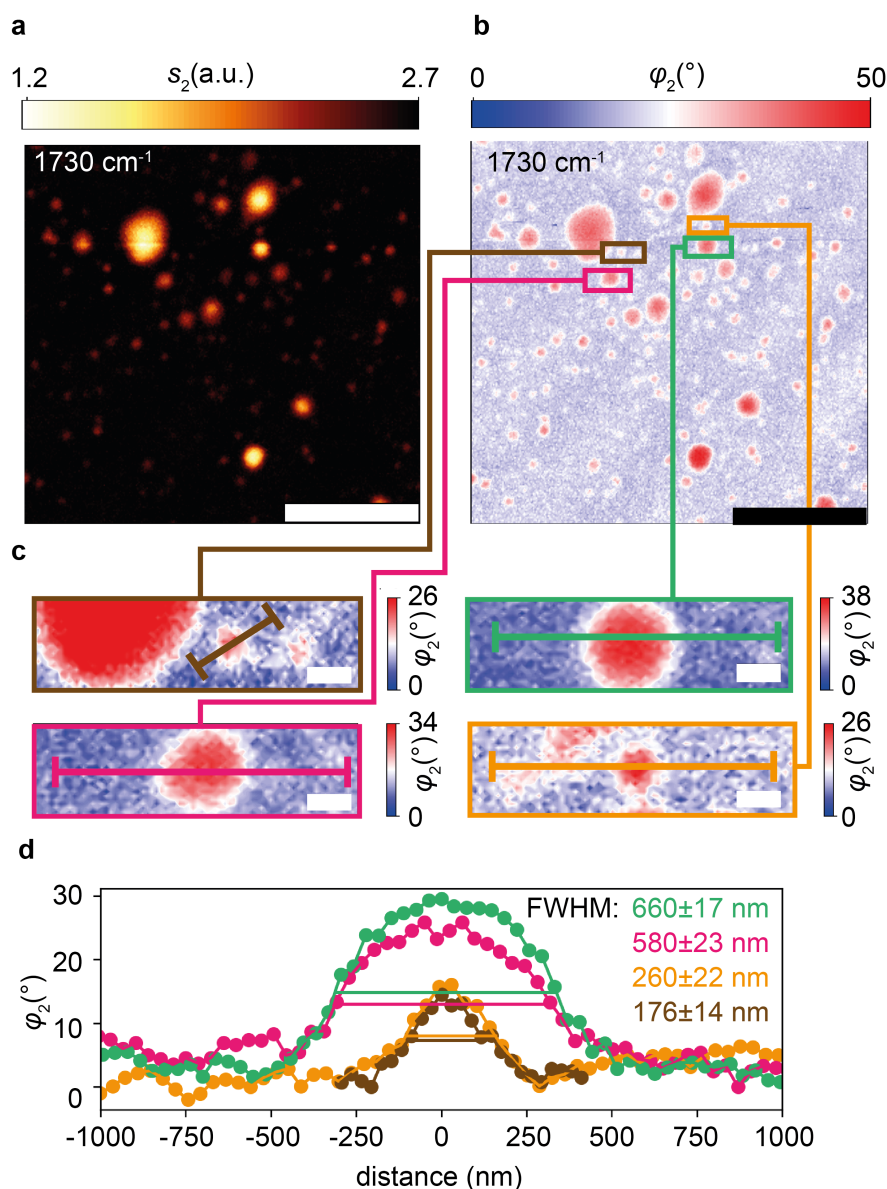 a
b
1.2 s₂(a.u.) 2.7
0 φ₂(°) 50
1730 cm⁻¹
1730 cm⁻¹
c
26
φ₂(°)
0
38
φ₂(°)
0
34
φ₂(°)
0
26
φ₂(°)
0
d
30
20
10
0
φ₂(°)
FWHM: 660±17 nm
580±23 nm
260±22 nm
176±14 nm
-1000 -750 -500 -250 0 250 500 750 1000
distance (nm)